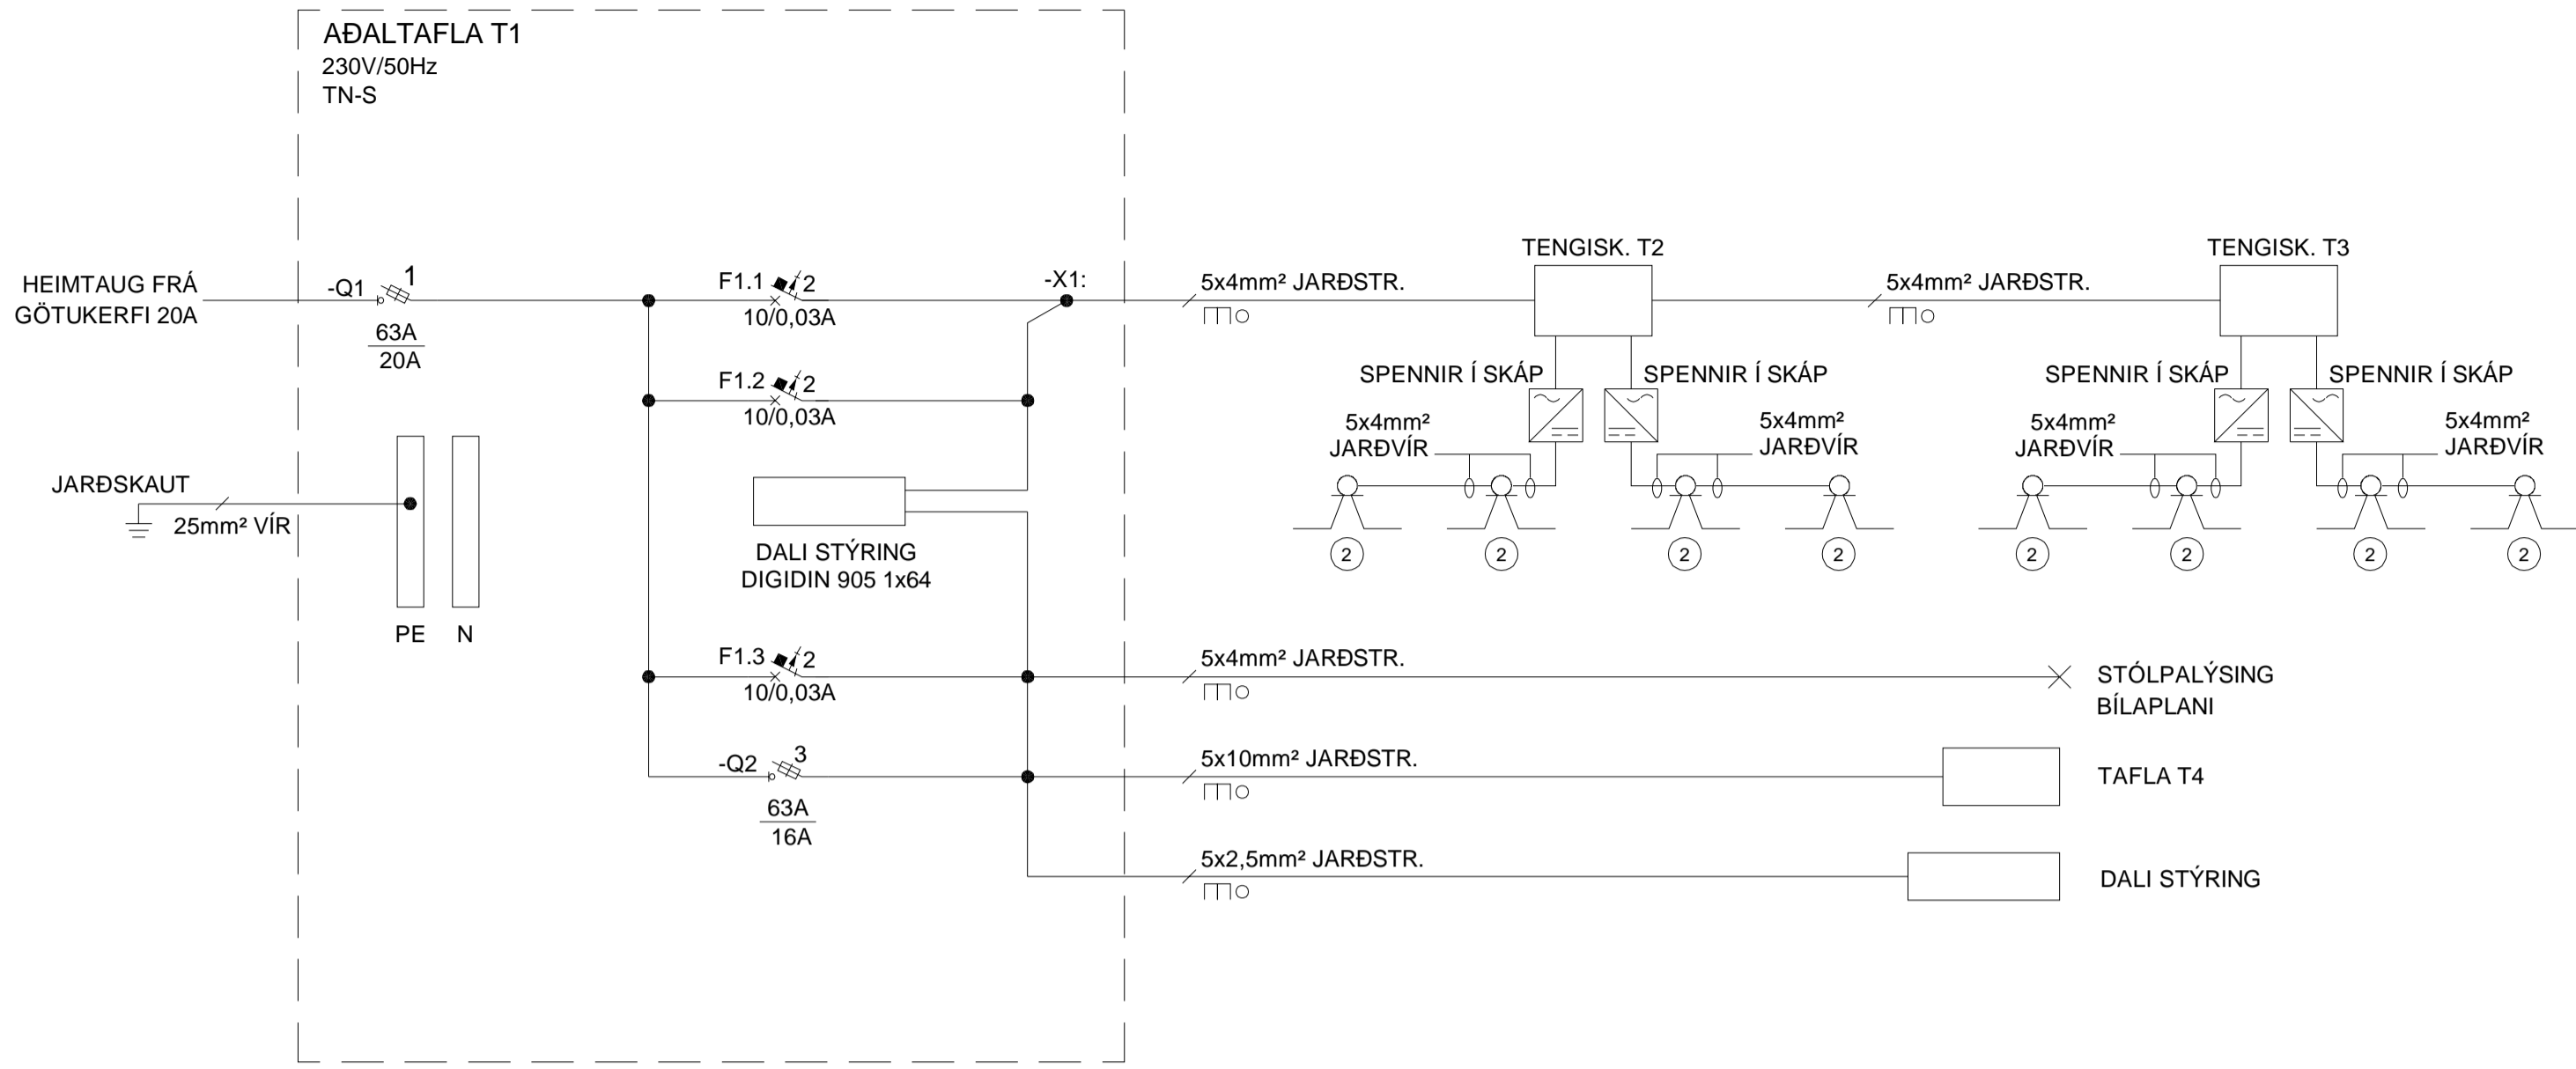 AÐALTAFLA T1
230V/50Hz
TN-S
HEIMTAUG FRÁ
GÖTUKERFI 20A
-Q1
1
63A
20A
F1.1
2
10/0,03A
-X1:
5x4mm² JARÐSTR.
TENGISK. T2
5x4mm² JARÐSTR.
TENGISK. T3
F1.2
2
10/0,03A
SPENNIR Í SKÁP
SPENNIR Í SKÁP
SPENNIR Í SKÁP
SPENNIR Í SKÁP
5x4mm²
JARÐVÍR
5x4mm²
JARÐVÍR
5x4mm²
JARÐVÍR
5x4mm²
JARÐVÍR
2
2
2
2
2
2
2
2
JARÐSKAUT
25mm² VÍR
PE
N
DALI STÝRING
DIGIDIN 905 1x64
F1.3
2
10/0,03A
5x4mm² JARÐSTR.
STÓLPALÝSING
BÍLAPLANI
-Q2
3
63A
16A
5x10mm² JARÐSTR.
TAFLA T4
5x2,5mm² JARÐSTR.
DALI STÝRING